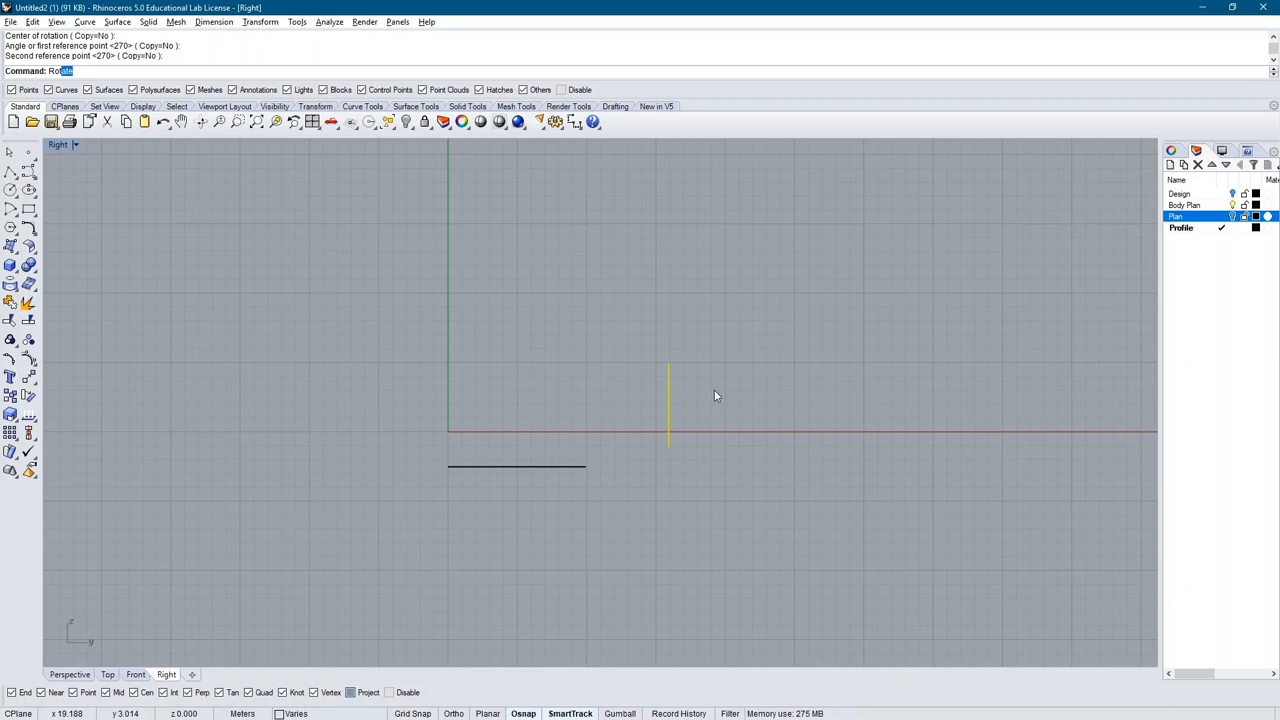 Untitled2 (1) (91 KB) - Rhinoceros 5.0 Educational Lab License - [Right]
File Edit View Curve Surface Solid Mesh Dimension Transform Tools Analyze Render Panels Help
Center of rotation ( Copy=No ):
Angle or first reference point <270> ( Copy=No ):
Second reference point <270> ( Copy=No ):
Command: Rotate
Points Curves Surfaces Polysurfaces Meshes Annotations Lights Blocks Control Points Point Clouds Hatches Others Disable
Standard CPlanes Set View Display Select Viewport Layout Visibility Transform Curve Tools Surface Tools Solid Tools Mesh Tools Render Tools Drafting New in V5
Right
Name Mate
Design
Body Plan
Plan
Profile
z
y
Perspective Top Front Right
End Near Point Mid Cen Int Perp Tan Quad Knot Vertex Project Disable
CPlane x 19.188 y 3.014 z 0.000 Meters Varies Grid Snap Ortho Planar Osnap SmartTrack Gumball Record History Filter Memory use: 275 MB